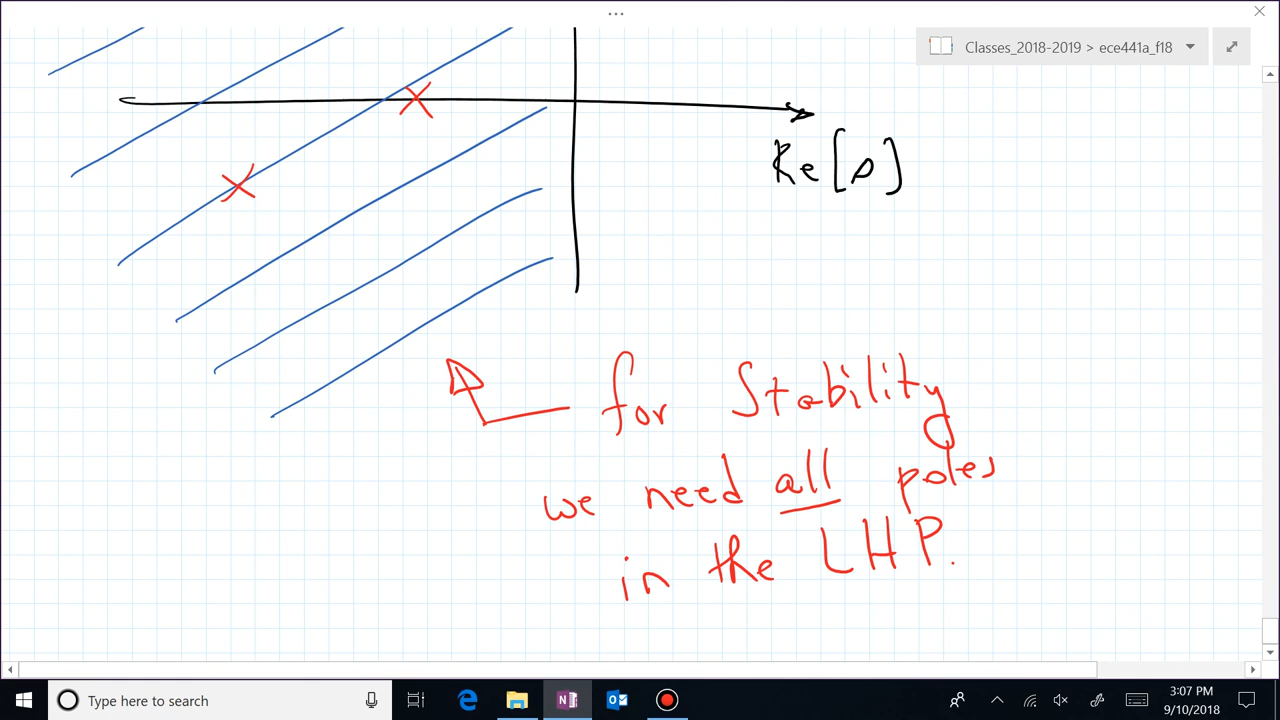 Classes_2018-2019 > ece441a_f18
Re[s]
for Stability
we need all poles
in the LHP.
Type here to search
3:07 PM
9/10/2018